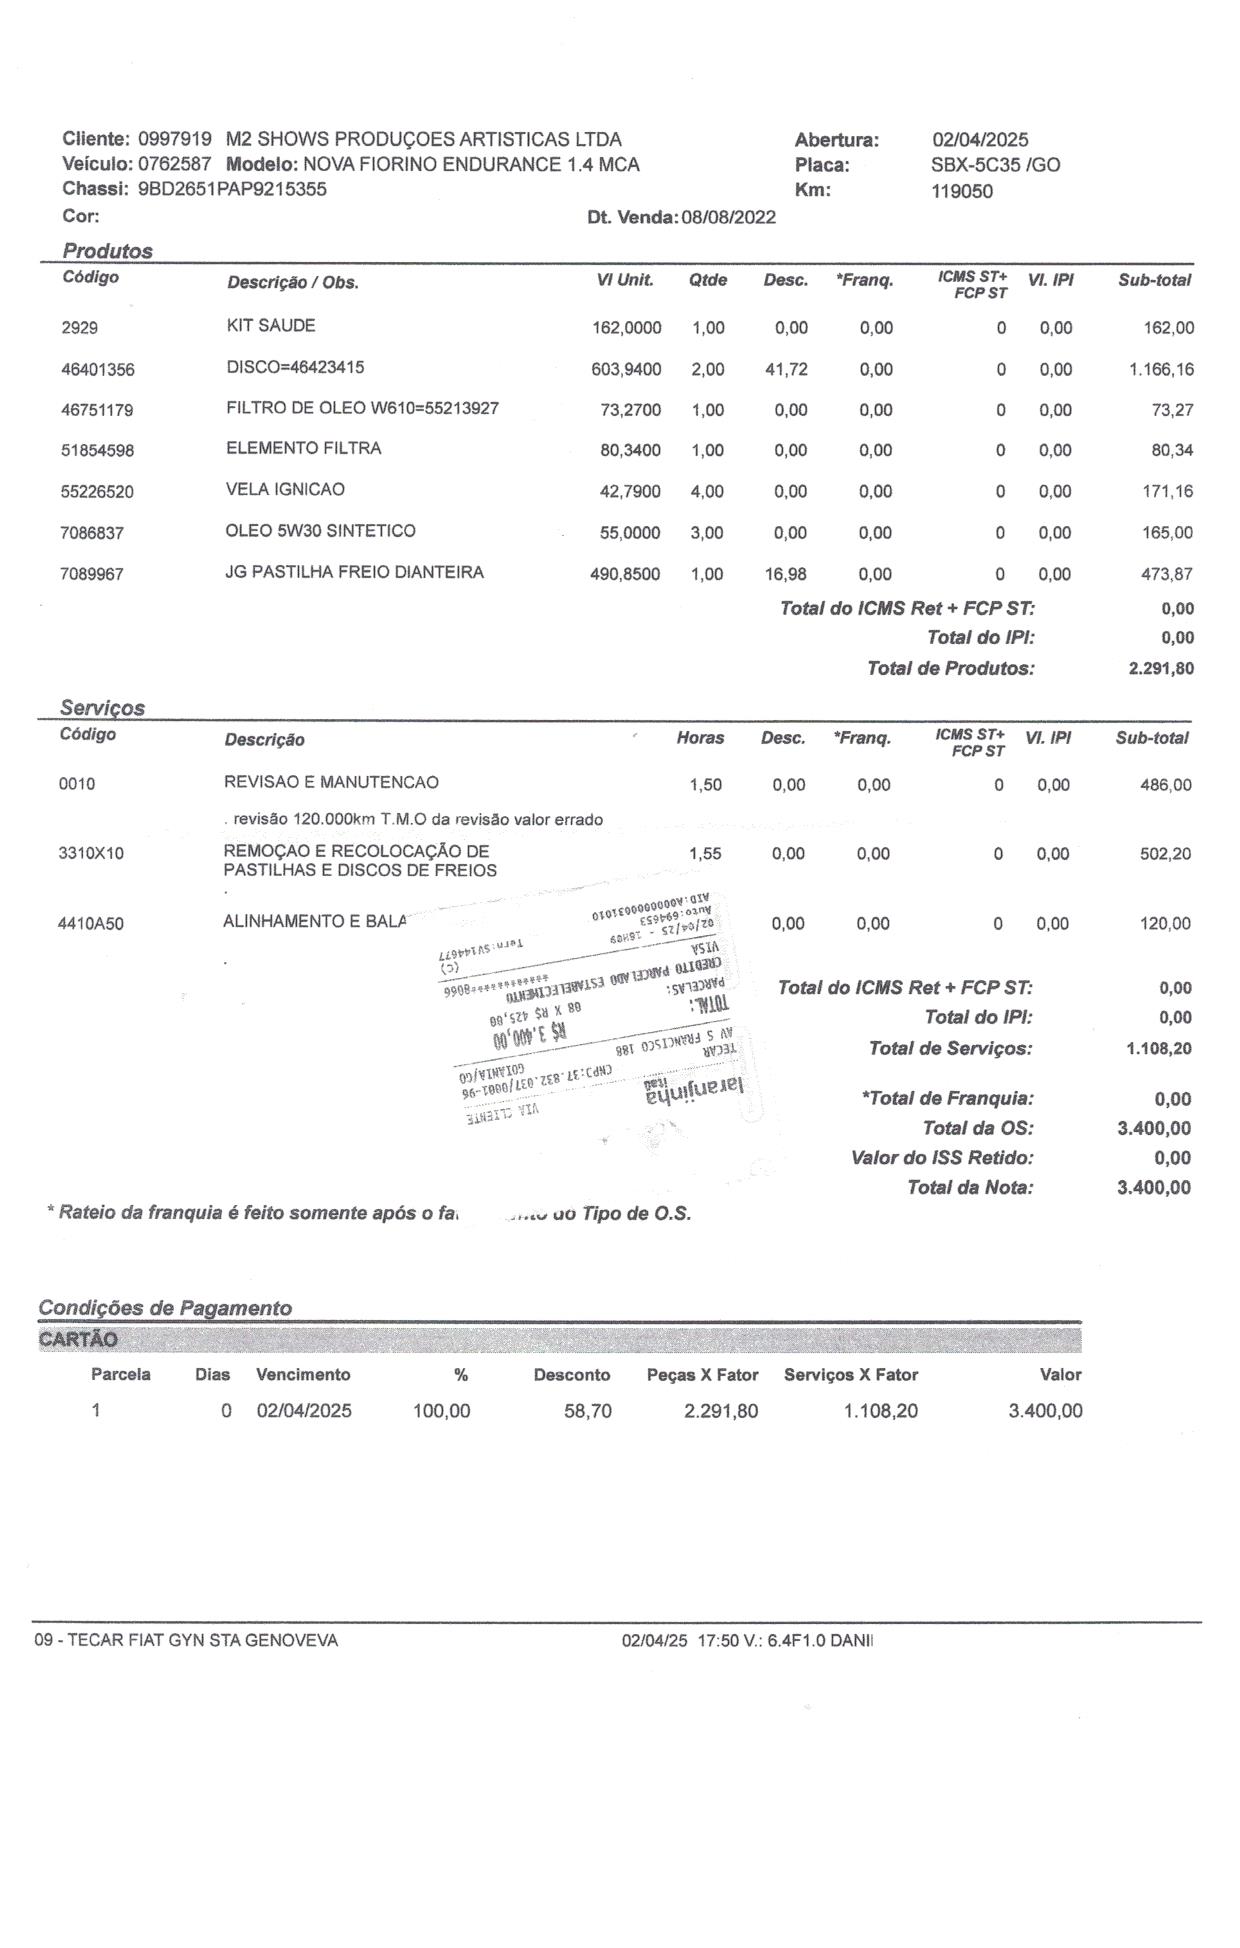 Cliente: 0997919 M2 SHOWS PRODUÇOES ARTISTICAS LTDA Abertura: 02/04/2025
Veículo: 0762587 Modelo: NOVA FIORINO ENDURANCE 1.4 MCA Placa: SBX-5C35 /GO
Chassi: 9BD2651PAP9215355 Km: 119050
Cor: Dt. Venda: 08/08/2022
Produtos
Código Descrição / Obs. Vl Unit. Qtde Desc. *Franq. ICMS ST+ FCP ST Vl. IPI Sub-total
2929 KIT SAUDE 162,0000 1,00 0,00 0,00 0 0,00 162,00
46401356 DISCO=46423415 603,9400 2,00 41,72 0,00 0 0,00 1.166,16
46751179 FILTRO DE OLEO W610=55213927 73,2700 1,00 0,00 0,00 0 0,00 73,27
51854598 ELEMENTO FILTRA 80,3400 1,00 0,00 0,00 0 0,00 80,34
55226520 VELA IGNICAO 42,7900 4,00 0,00 0,00 0 0,00 171,16
7086837 OLEO 5W30 SINTETICO 55,0000 3,00 0,00 0,00 0 0,00 165,00
7089967 JG PASTILHA FREIO DIANTEIRA 490,8500 1,00 16,98 0,00 0 0,00 473,87
Total do ICMS Ret + FCP ST: 0,00
Total do IPI: 0,00
Total de Produtos: 2.291,80
Serviços
Código Descrição Horas Desc. *Franq. ICMS ST+ FCP ST Vl. IPI Sub-total
0010 REVISAO E MANUTENCAO 1,50 0,00 0,00 0 0,00 486,00
. revisão 120.000km T.M.O da revisão valor errado
3310X10 REMOÇAO E RECOLOCAÇÃO DE 1,55 0,00 0,00 0 0,00 502,20
PASTILHAS E DISCOS DE FREIOS
.
4410A50 ALINHAMENTO E BALA 0,00 0,00 0 0,00 120,00
.
Total do ICMS Ret + FCP ST: 0,00
Total do IPI: 0,00
Total de Serviços: 1.108,20
*Total de Franquia: 0,00
Total da OS: 3.400,00
Valor do ISS Retido: 0,00
Total da Nota: 3.400,00
laranjinha
itaú
VIA CLIENTE
CNPJ:37.832.037/0001-96
TECAR GOIANIA/GO
AV S FRANCISCO 188
TOTAL: R$ 3.400,00
PARCELAS: 08 X R$ 425,00
CREDITO PARCELADO ESTABELECIMENTO
VISA ************8066
02/04/25 - 16H09 (C)
Auto:694653 Term:SV144677
AID:A0000000031010
* Rateio da franquia é feito somente após o fa do Tipo de O.S.
Condições de Pagamento
CARTÃO
Parcela Dias Vencimento % Desconto Peças X Fator Serviços X Fator Valor
1 0 02/04/2025 100,00 58,70 2.291,80 1.108,20 3.400,00
09 - TECAR FIAT GYN STA GENOVEVA 02/04/25 17:50 V.: 6.4F1.0 DANI